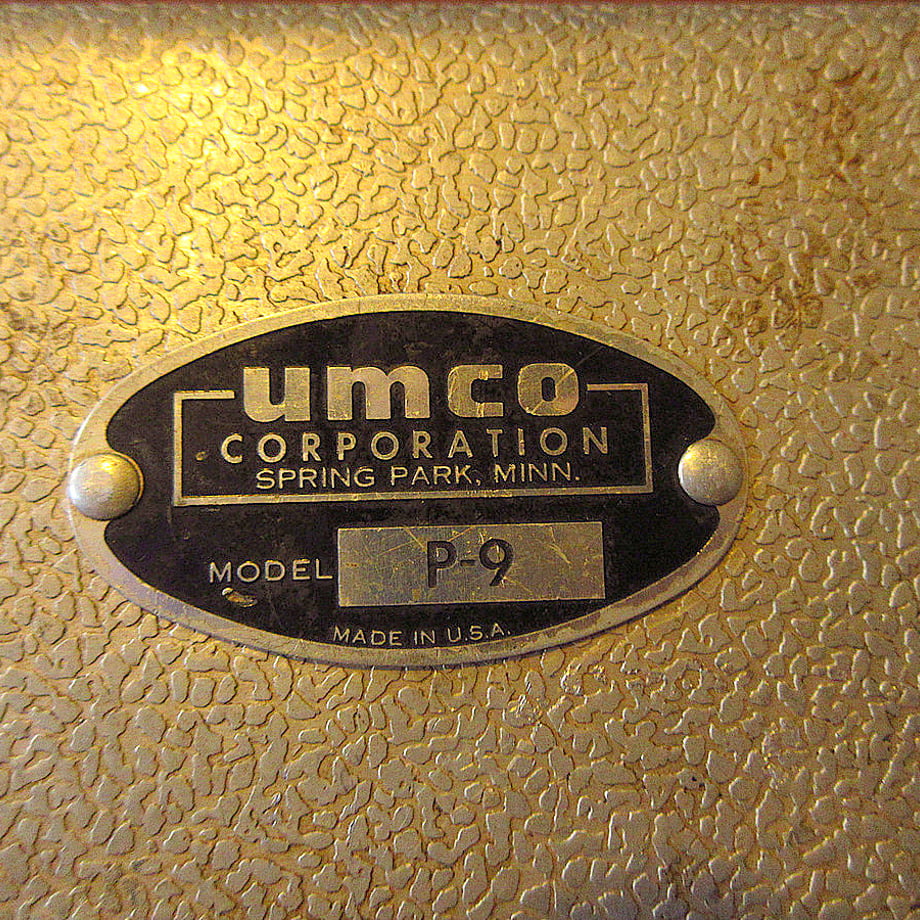 umco
CORPORATION
SPRING PARK, MINN.
MODEL P-9
MADE IN U.S.A.